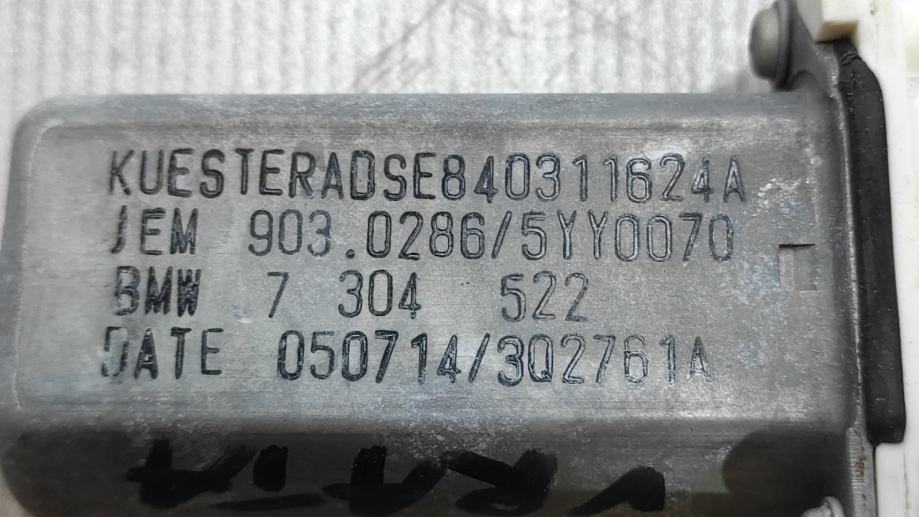 KUESTERADSE840311624A
JEM 903.0286/5YY0070
BMW 7 304 522
DATE 050714/3Q2761A